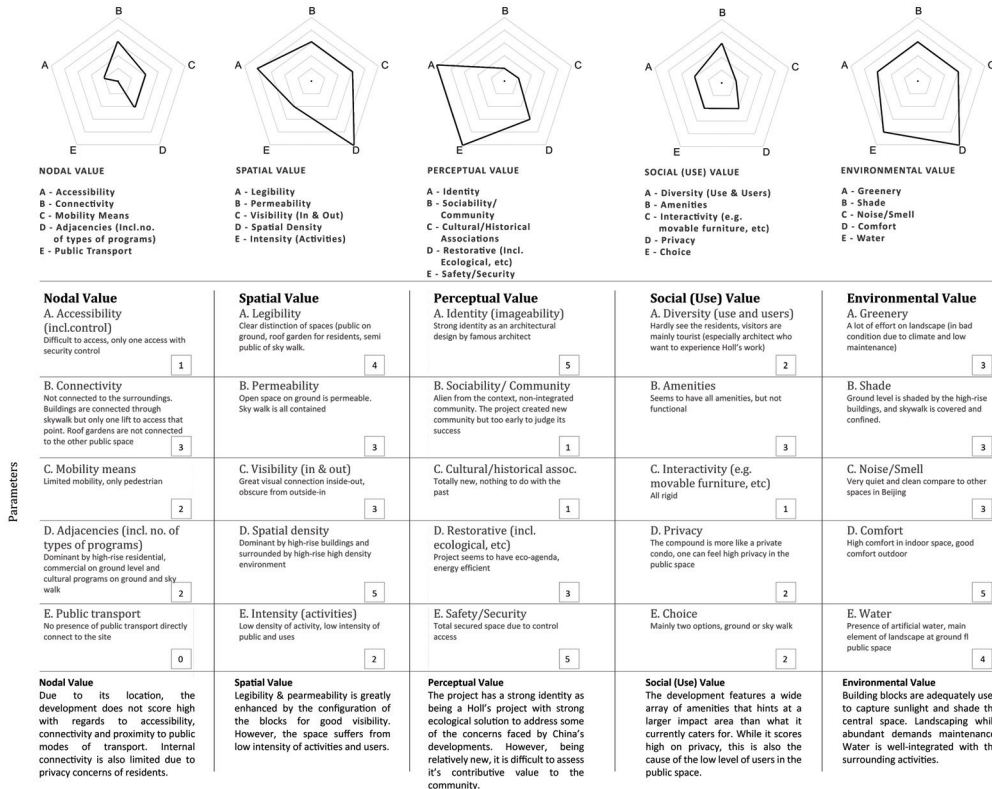 B
A
C
E
D
B
A
C
E
D
B
A
C
E
D
B
A
C
E
D
B
A
C
E
D
NODAL VALUE
A - Accessibility
B - Connectivity
C - Mobility Means
D - Adjacencies (Incl.no.
of types of programs)
E - Public Transport
SPATIAL VALUE
A - Legibility
B - Permeability
C - Visibility (In & Out)
D - Spatial Density
E - Intensity (Activities)
PERCEPTUAL VALUE
A - Identity
B - Sociability/
Community
C - Cultural/Historical
Associations
D - Restorative (Incl.
Ecological, etc)
E - Safety/Security
SOCIAL (USE) VALUE
A - Diversity (Use & Users)
B - Amenities
C - Interactivity (e.g.
movable furniture, etc)
D - Privacy
E - Choice
ENVIRONMENTAL VALUE
A - Greenery
B - Shade
C - Noise/Smell
D - Comfort
E - Water
Parameters
Nodal Value
A. Accessibility
(incl.control)
Difficult to access, only one access with
security control
1
Spatial Value
A. Legibility
Clear distinction of spaces (public on
ground, roof garden for residents, semi
public of sky walk.
4
Perceptual Value
A. Identity (imageability)
Strong identity as an architectural
design by famous architect
5
Social (Use) Value
A. Diversity (use and users)
Hardly see the residents, visitors are
mainly tourist (especially architect who
want to experience Holl's work)
2
Environmental Value
A. Greenery
A lot of effort on landscape (in bad
condition due to climate and low
maintenance)
3
B. Connectivity
Not connected to the surroundings.
Buildings are connected through
skywalk but only one lift to access that
point. Roof gardens are not connected
to the other public space
3
B. Permeability
Open space on ground is permeable.
Sky walk is all contained
3
B. Sociability/ Community
Alien from the context, non-integrated
community. The project created new
community but too early to judge its
success
1
B. Amenities
Seems to have all amenities, but not
functional
3
B. Shade
Ground level is shaded by the high-rise
buildings, and skywalk is covered and
confined.
3
C. Mobility means
Limited mobility, only pedestrian
2
C. Visibility (in & out)
Great visual connection inside-out,
obscure from outside-in
3
C. Cultural/historical assoc.
Totally new, nothing to do with the
past
1
C. Interactivity (e.g.
movable furniture, etc)
All rigid
1
C. Noise/Smell
Very quiet and clean compare to other
spaces in Beijing
3
D. Adjacencies (incl. no. of
types of programs)
Dominant by high-rise residential,
commercial on ground level and
cultural programs on ground and sky
walk
2
D. Spatial density
Dominant by high-rise buildings and
surrounded by high-rise high density
environment
5
D. Restorative (incl.
ecological, etc)
Project seems to have eco-agenda,
energy efficient
3
D. Privacy
The compound is more like a private
condo, one can feel high privacy in the
public space
2
D. Comfort
High comfort in indoor space, good
comfort outdoor
5
E. Public transport
No presence of public transport directly
connect to the site
0
E. Intensity (activities)
Low density of activity, low intensity of
public and uses
2
E. Safety/Security
Total secured space due to control
access
5
E. Choice
Mainly two options, ground or sky walk
2
E. Water
Presence of artificial water, main
element of landscape at ground fl
public space
4
Nodal Value
Due to its location, the
development does not score high
with regards to accessibility,
connectivity and proximity to public
modes of transport. Internal
connectivity is also limited due to
privacy concerns of residents.
Spatial Value
Legibility & pearmeability is greatly
enhanced by the configuration of
the blocks for good visibility.
However, the space suffers from
low intensity of activities and users.
Perceptual Value
The project has a strong identity as
being a Holl's project with strong
ecological solution to address some
of the concerns faced by China's
developments. However, being
relatively new, it is difficult to assess
it's contributive value to the
community.
Social (Use) Value
The development features a wide
array of amenities that hints at a
larger impact area than what it
currently caters for. While it scores
high on privacy, this is also the
cause of the low level of users in the
public space.
Environmental Value
Building blocks are adequately use
to capture sunlight and shade th
central space. Landscaping whil
abundant demands maintenance
Water is well-integrated with th
surrounding activities.